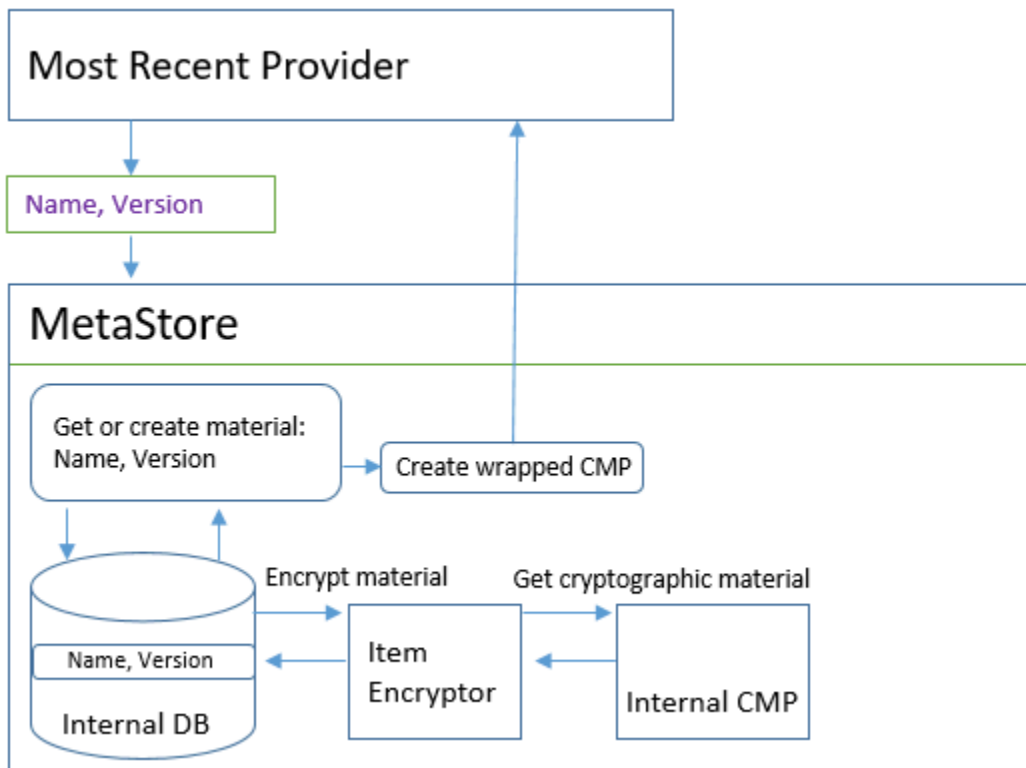 Most Recent Provider
Name, Version
MetaStore
Get or create material:
Name, Version
Create wrapped CMP
Encrypt material
Get cryptographic material
Name, Version
Item
Encryptor
Internal CMP
Internal DB